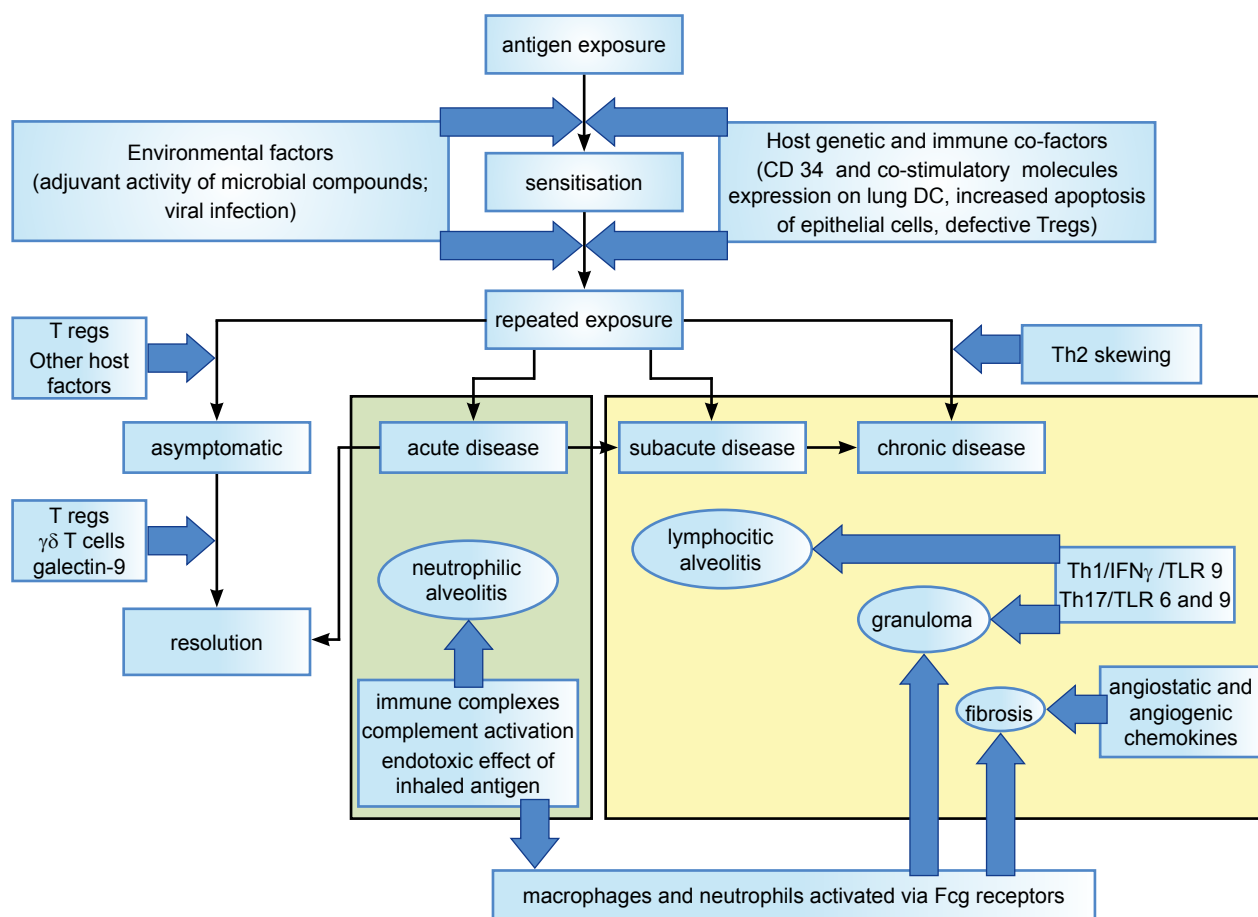 antigen exposure
Environmental factors
(adjuvant activity of microbial compounds;
viral infection)
sensitisation
Host genetic and immune co-factors
(CD 34 and co-stimulatory molecules
expression on lung DC, increased apoptosis
of epithelial cells, defective Tregs)
repeated exposure
T regs
Other host
factors
Th2 skewing
asymptomatic
acute disease
subacute disease
chronic disease
T regs
γδ T cells
galectin-9
neutrophilic
alveolitis
lymphocitic
alveolitis
Th1/IFNγ /TLR 9
Th17/TLR 6 and 9
granuloma
resolution
immune complexes
complement activation
endotoxic effect of
inhaled antigen
fibrosis
angiostatic and
angiogenic
chemokines
macrophages and neutrophils activated via Fcg receptors